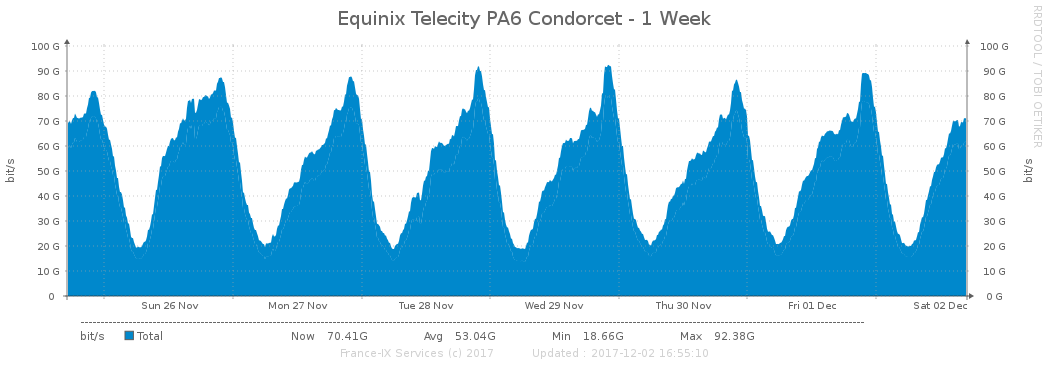 Equinix Telecity PA6 Condorcet - 1 Week
RRDTOOL / TOBI OETIKER
bit/s
100 G
90 G
80 G
70 G
60 G
50 G
40 G
30 G
20 G
10 G
0
100 G
90 G
80 G
70 G
60 G
50 G
40 G
30 G
20 G
10 G
0 G
bit/s
Sun 26 Nov Mon 27 Nov Tue 28 Nov Wed 29 Nov Thu 30 Nov Fri 01 Dec Sat 02 Dec
bit/s Total Now 70.41G Avg 53.04G Min 18.66G Max 92.38G
France-IX Services (c) 2017 Updated : 2017-12-02 16:55:10